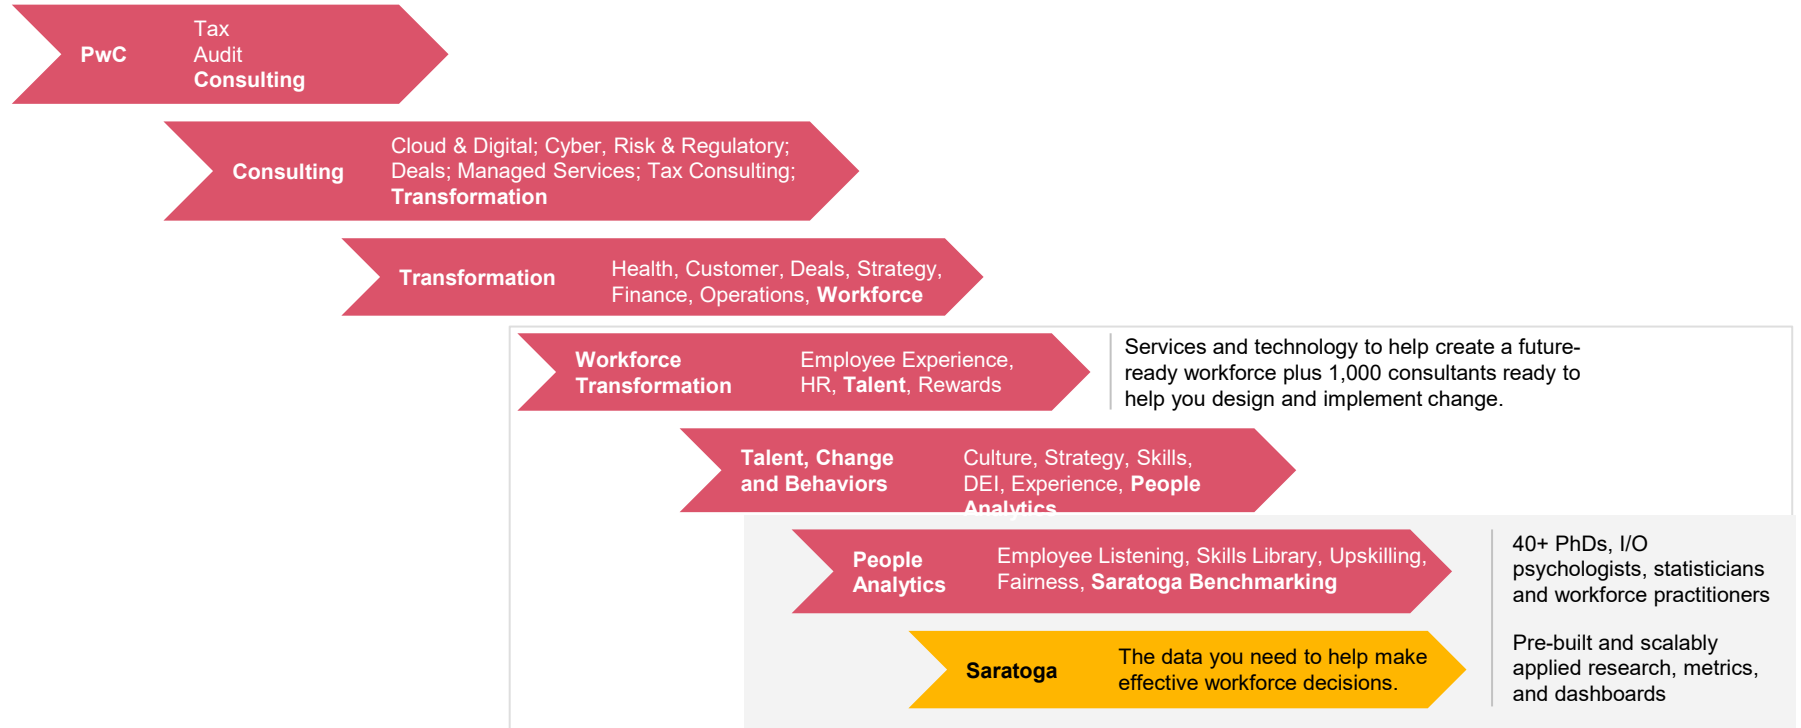 PwC
Tax
Audit
Consulting
Consulting
Cloud & Digital; Cyber, Risk & Regulatory;
Deals; Managed Services; Tax Consulting;
Transformation
Transformation
Health, Customer, Deals, Strategy,
Finance, Operations, Workforce
Workforce
Transformation
Employee Experience,
HR, Talent, Rewards
Services and technology to help create a future-
ready workforce plus 1,000 consultants ready to
help you design and implement change.
Talent, Change
and Behaviors
Culture, Strategy, Skills,
DEI, Experience, People
Analytics
People
Analytics
Employee Listening, Skills Library, Upskilling,
Fairness, Saratoga Benchmarking
40+ PhDs, I/O
psychologists, statisticians
and workforce practitioners
Saratoga
The data you need to help make
effective workforce decisions.
Pre-built and scalably
applied research, metrics,
and dashboards